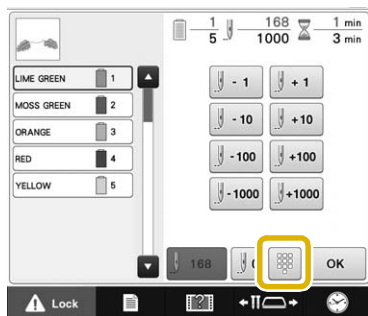 1 168 1 min
5 1000 3 min
LIME GREEN 1
MOSS GREEN 2
ORANGE 3
RED 4
YELLOW 5
- 1 + 1
- 10 +10
-100 +100
-1000 +1000
168 OK
Lock